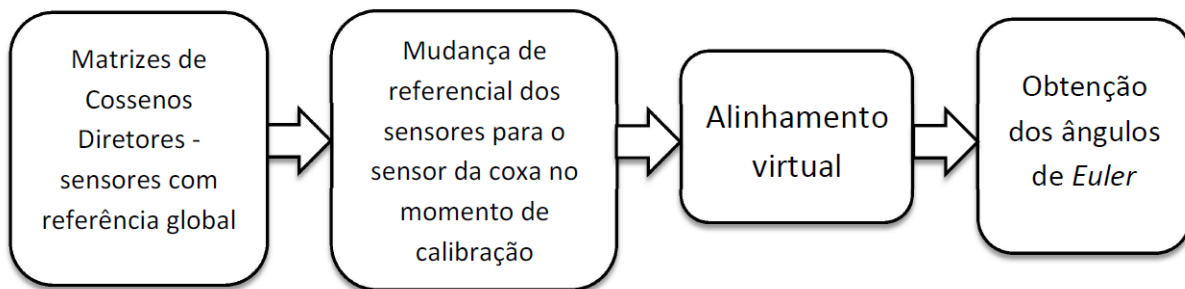 Matrizes de
Cossenos
Diretores -
sensores com
referência global
Mudança de
referencial dos
sensores para o
sensor da coxa no
momento de
calibração
Alinhamento
virtual
Obtenção
dos ângulos
de Euler